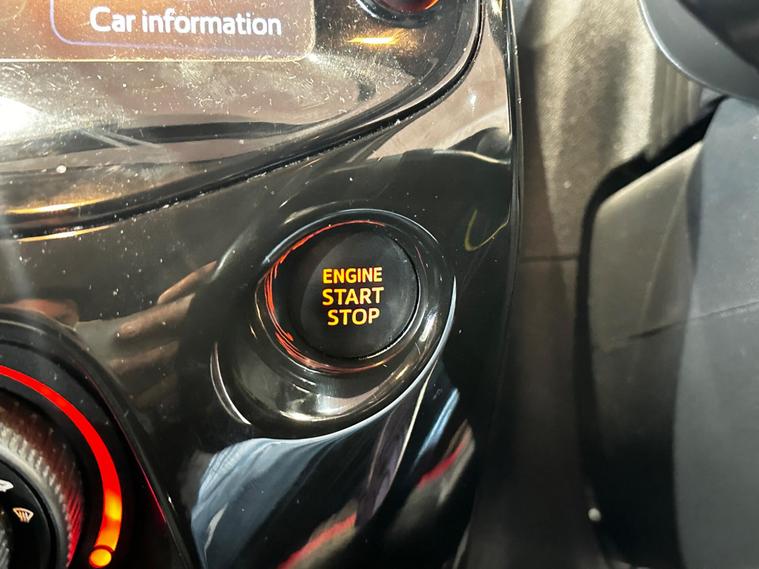 Car information
ENGINE
START
STOP